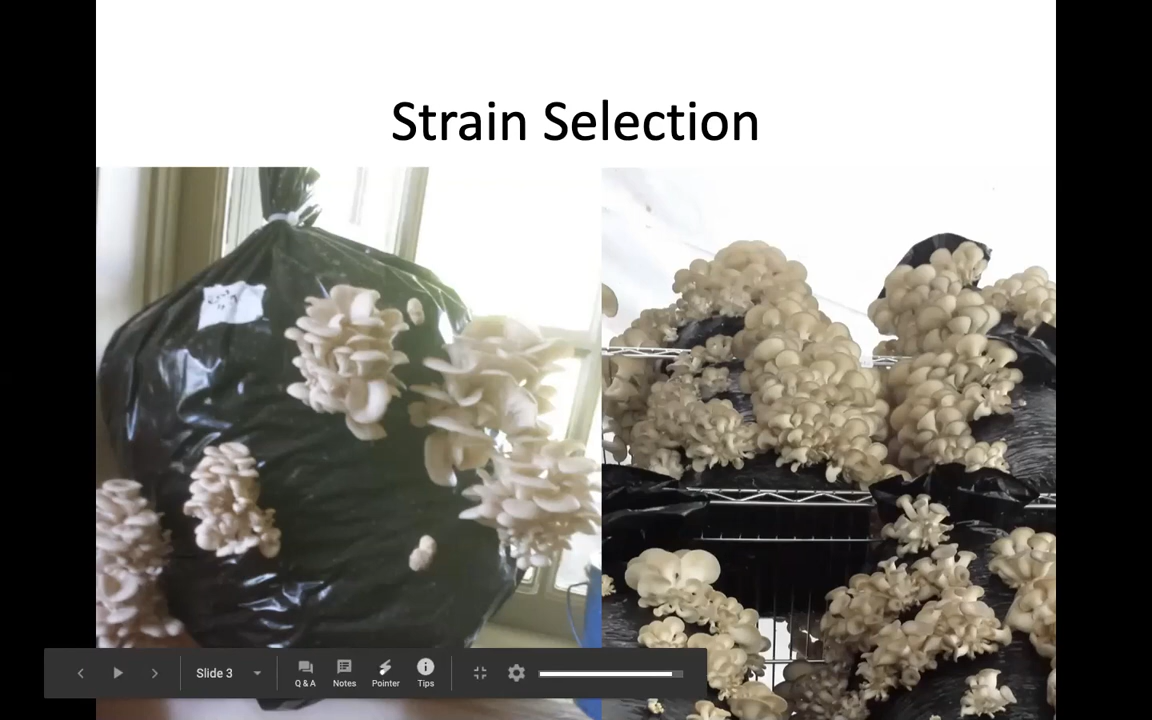 Strain Selection
Slide 3
Q & A
Notes
Pointer
Tips